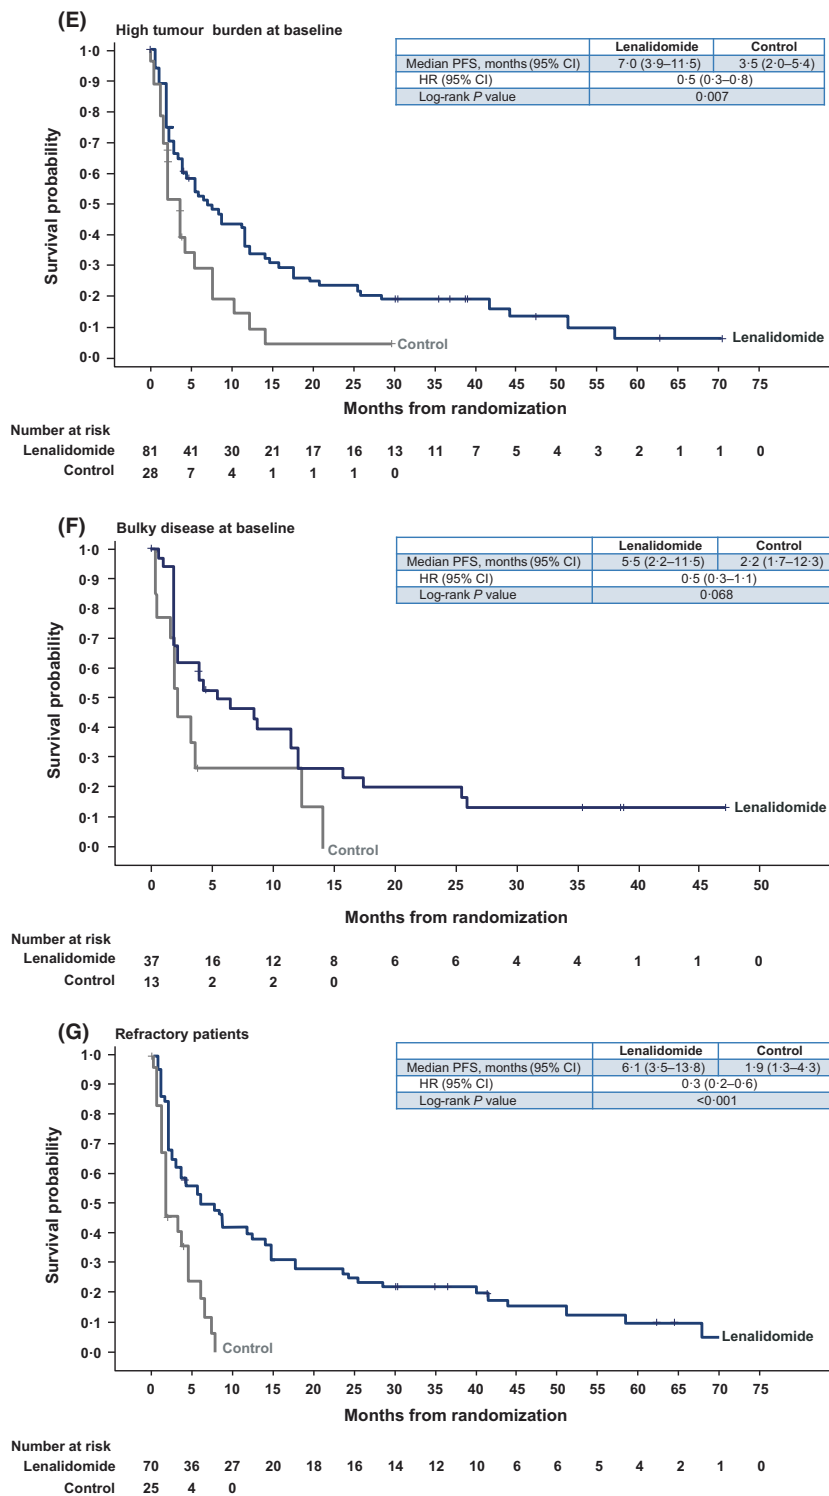 (E)
High tumour burden at baseline
Lenalidomide Control
Median PFS, months (95% CI) 7·0 (3·9–11·5) 3·5 (2·0–5·4)
HR (95% CI) 0·5 (0·3–0·8)
Log-rank P value 0·007
1·0
0·9
0·8
0·7
0·6
0·5
0·4
0·3
0·2
0·1
0·0
Survival probability
Control
Lenalidomide
0 5 10 15 20 25 30 35 40 45 50 55 60 65 70 75
Months from randomization
Number at risk
Lenalidomide 81 41 30 21 17 16 13 11 7 5 4 3 2 1 1 0
Control 28 7 4 1 1 1 0
(F)
Bulky disease at baseline
Lenalidomide Control
Median PFS, months (95% CI) 5·5 (2·2–11·5) 2·2 (1·7–12·3)
HR (95% CI) 0·5 (0·3–1·1)
Log-rank P value 0·068
1·0
0·9
0·8
0·7
0·6
0·5
0·4
0·3
0·2
0·1
0·0
Survival probability
Lenalidomide
Control
0 5 10 15 20 25 30 35 40 45 50
Months from randomization
Number at risk
Lenalidomide 37 16 12 8 6 6 4 4 1 1 0
Control 13 2 2 0
(G)
Refractory patients
Lenalidomide Control
Median PFS, months (95% CI) 6·1 (3·5–13·8) 1·9 (1·3–4·3)
HR (95% CI) 0·3 (0·2–0·6)
Log-rank P value <0·001
1·0
0·9
0·8
0·7
0·6
0·5
0·4
0·3
0·2
0·1
0·0
Survival probability
Control
Lenalidomide
0 5 10 15 20 25 30 35 40 45 50 55 60 65 70 75
Months from randomization
Number at risk
Lenalidomide 70 36 27 20 18 16 14 12 10 6 6 5 4 2 1 0
Control 25 4 0